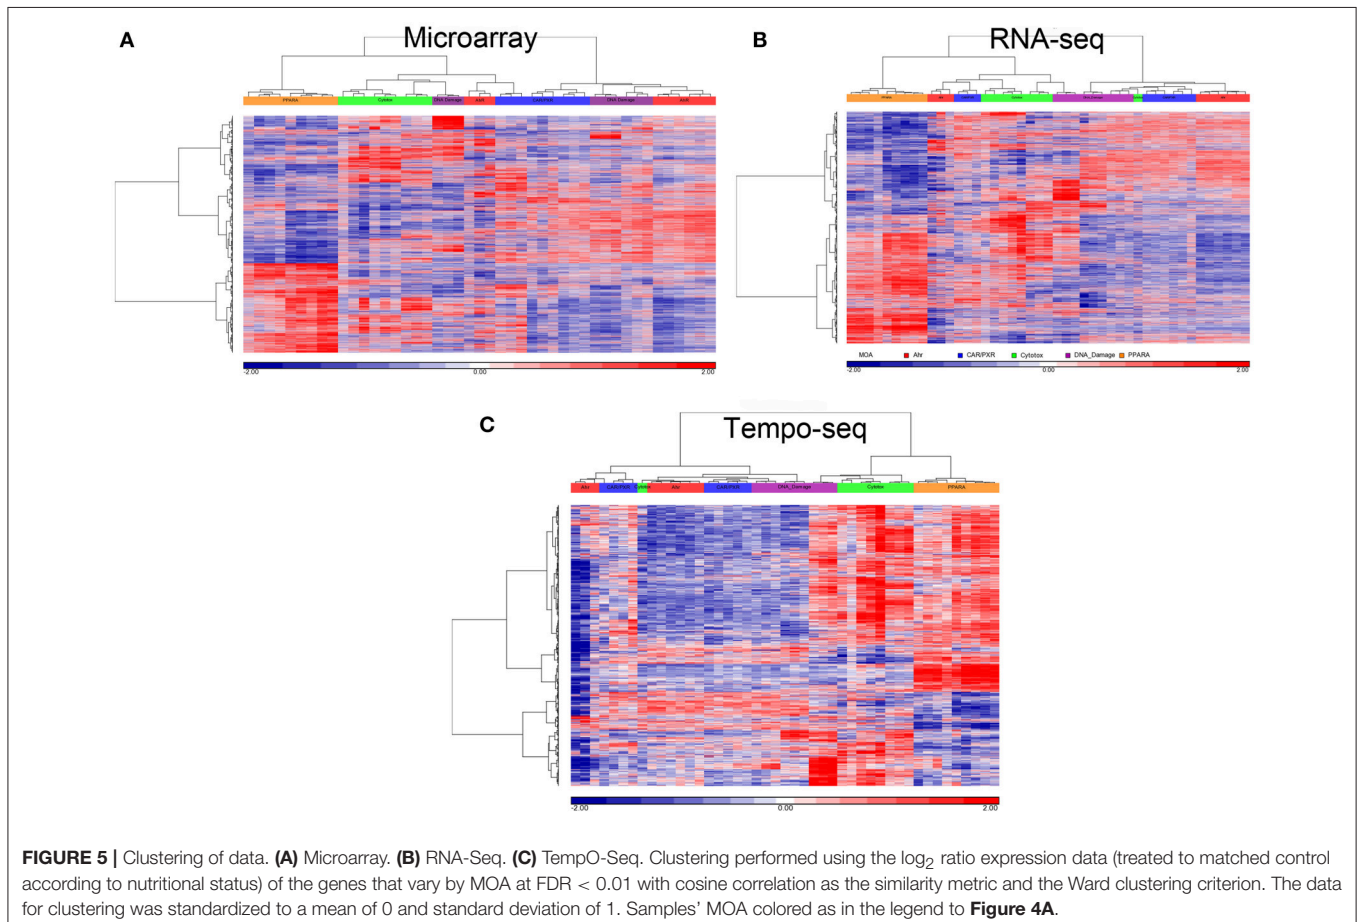 A
Microarray
PPARA
Cytotox
DNA Damage
AhR
CAR/PXR
DNA_Damage
AhR
-2.00
0.00
2.00
B
RNA-seq
PPARA
Cytotox
DNA_Damage
MOA
Ahr
CAR/PXR
Cytotox
DNA_Damage
PPARA
-2.00
0.00
2.00
C
Tempo-seq
Ahr
CAR/PXR
Cytotox
Ahr
CAR/PXR
DNA_Damage
Cytotox
PPARA
-2.00
0.00
2.00
FIGURE 5 | Clustering of data. (A) Microarray. (B) RNA-Seq. (C) TempO-Seq. Clustering performed using the log2 ratio expression data (treated to matched control
according to nutritional status) of the genes that vary by MOA at FDR < 0.01 with cosine correlation as the similarity metric and the Ward clustering criterion. The data
for clustering was standardized to a mean of 0 and standard deviation of 1. Samples' MOA colored as in the legend to Figure 4A.